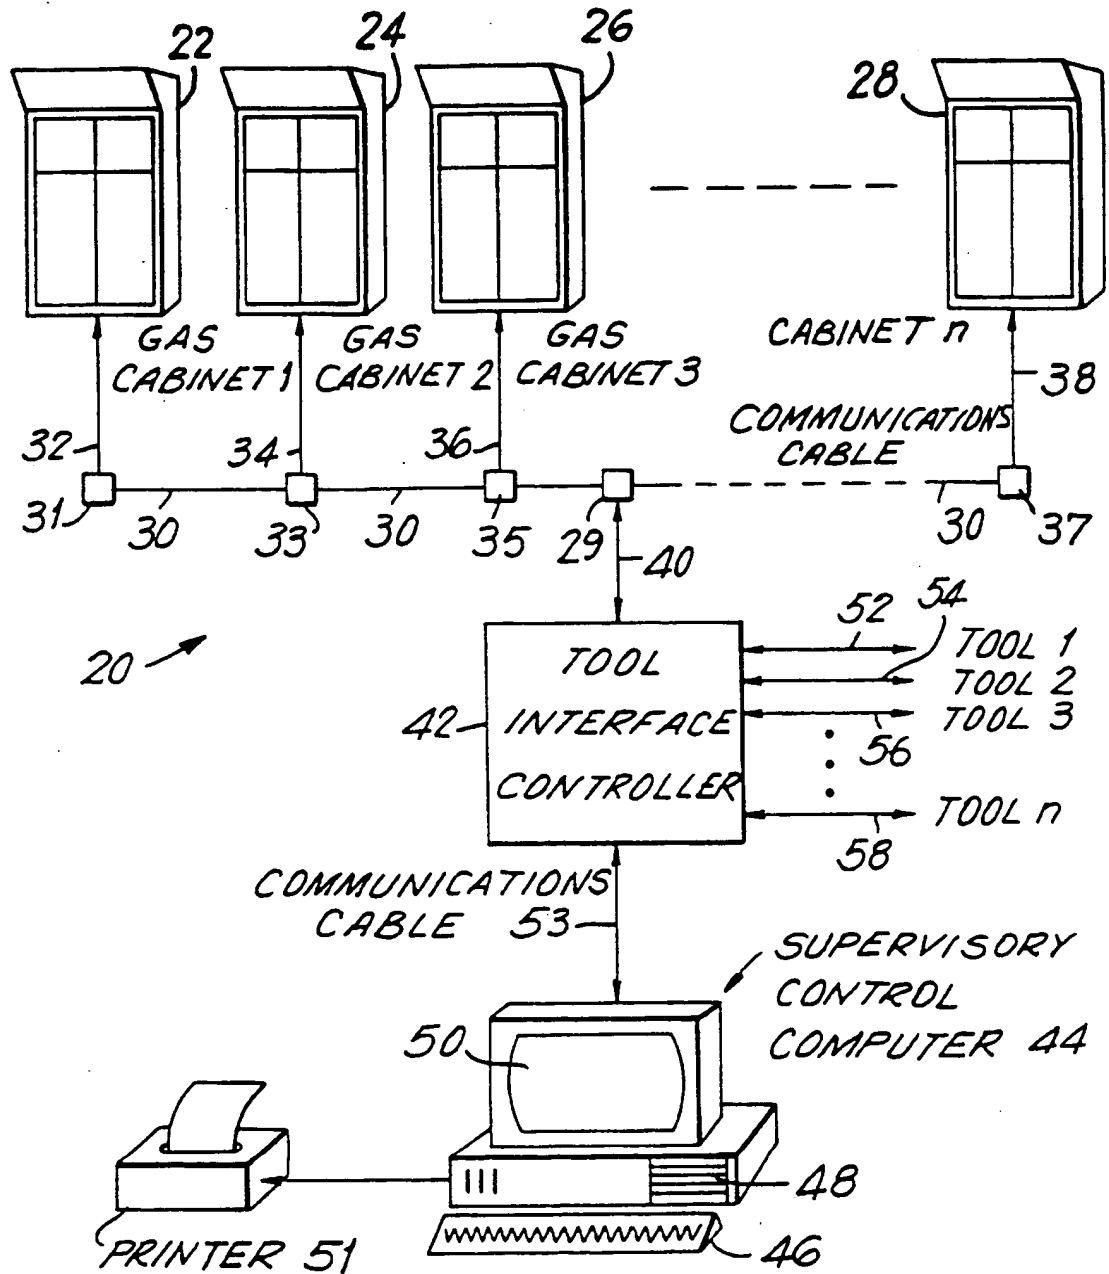 22
24
26
28
GAS
CABINET 1
GAS
CABINET 2
GAS
CABINET 3
CABINET n
38
COMMUNICATIONS
CABLE
32
34
36
31
30
33
30
35
29
40
30
37
20
42
TOOL
INTERFACE
CONTROLLER
52
54
TOOL 1
TOOL 2
TOOL 3
56
TOOL n
58
COMMUNICATIONS
CABLE
53
SUPERVISORY
CONTROL
COMPUTER 44
50
48
46
PRINTER 51